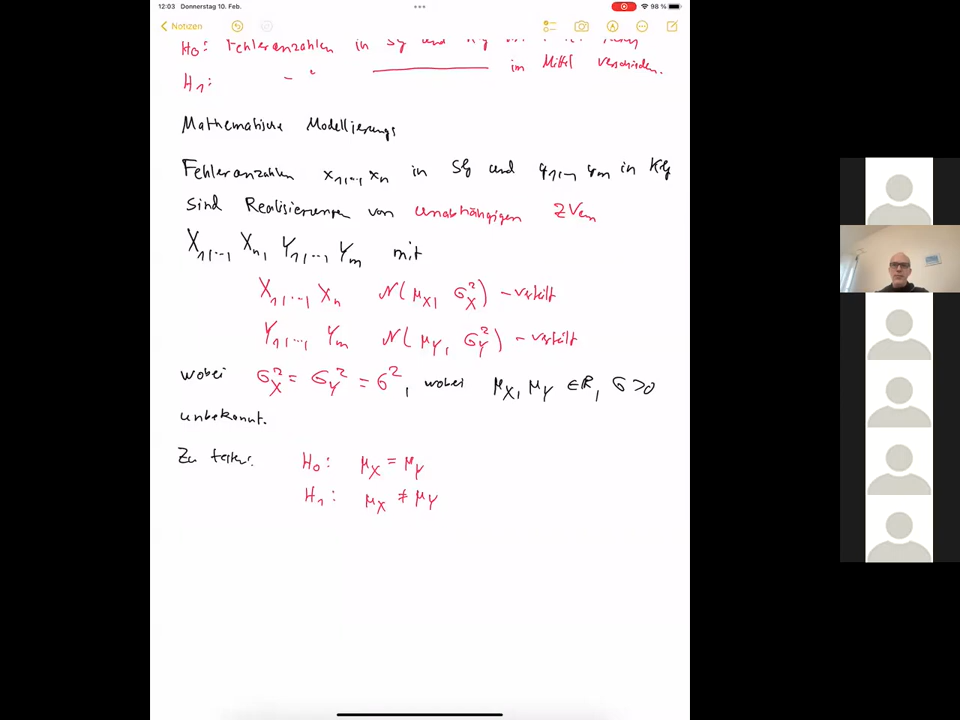 12:03 Donnerstag 10. Feb.
98 %
Notizen
H₀: Fehleranzahlen in SG und
H₁: im Mittel verschieden.
Mathematische Modellierung
Fehleranzahlen x₁,..., xₙ in SG und y₁,..., yₘ in KG
sind Realisierungen von unabhängigen ZVen
X₁,..., Xₙ, Y₁,..., Yₘ mit
X₁,..., Xₙ N(μ_X, σ_X²) - verteilt
Y₁,..., Yₘ N(μ_Y, σ_Y²) - verteilt
wobei σ_X² = σ_Y² = σ², wobei μ_X, μ_Y ∈ ℝ, σ > 0
unbekannt.
Zu testen:
H₀: μ_X = μ_Y
H₁: μ_X ≠ μ_Y